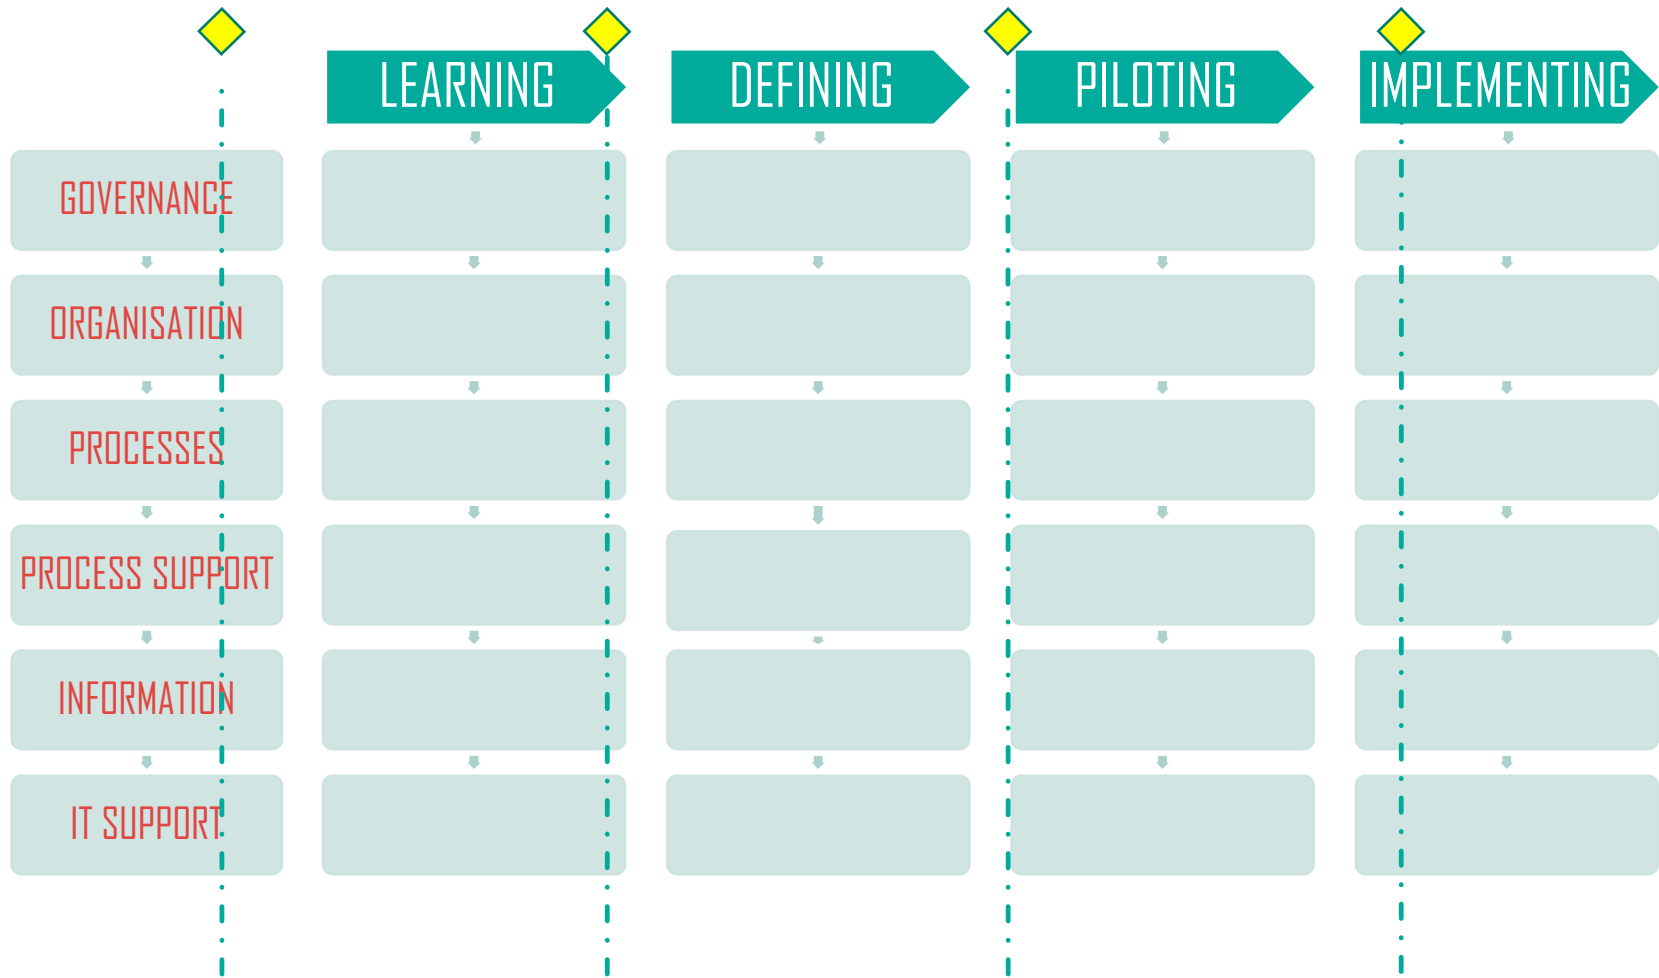 LEARNING
DEFINING
PILOTING
IMPLEMENTING
GOVERNANCE
ORGANISATION
PROCESSES
PROCESS SUPPORT
INFORMATION
IT SUPPORT